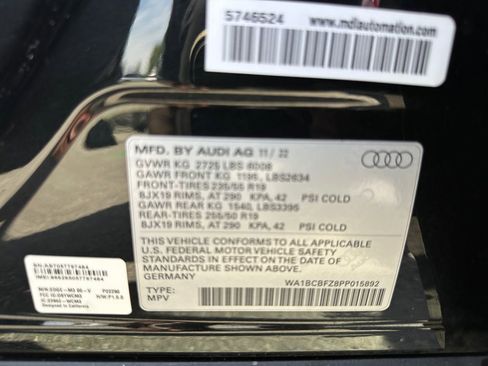 5746524
www.mdlautomation.com
MFD. BY AUDI AG 11/22
GVWR KG 2725 LBS 6008
GAWR FRONT KG 1195, LBS2634
FRONT-TIRES 235/55 R19
8JX19 RIMS, AT 290 KPA, 42 PSI COLD
GAWR REAR KG 1540, LBS3395
REAR-TIRES 255/50 R19
8JX19 RIMS, AT 290 KPA, 42 PSI COLD
THIS VEHICLE CONFORMS TO ALL APPLICABLE
U.S. FEDERAL MOTOR VEHICLE SAFETY
STANDARDS IN EFFECT ON THE DATE OF
MANUFACTURE SHOWN ABOVE.
GERMANY
TYPE:
MPV
WA1BCBFZ8PP015892
Designed in California